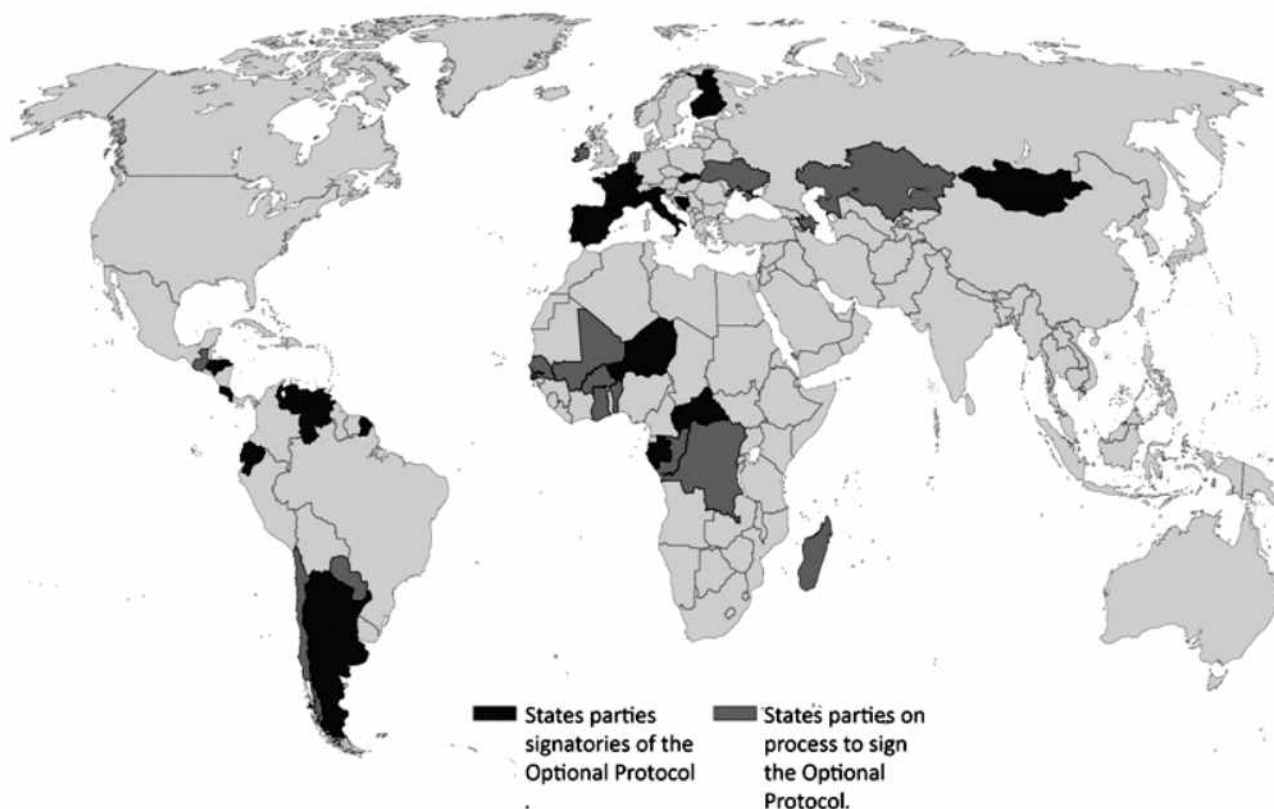 States parties
signatories of the
Optional Protocol
.
States parties on
process to sign
the Optional
Protocol.